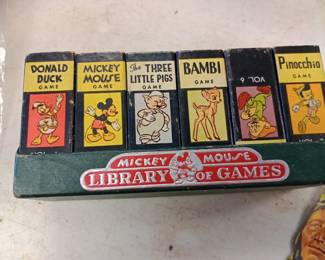 DONALD
DUCK
GAME
MICKEY
MOUSE
GAME
The THREE
LITTLE PIGS
GAME
BAMBI
GAME
VOL. 6
Pinocchio
GAME
MICKEY MOUSE
LIBRARY OF GAMES